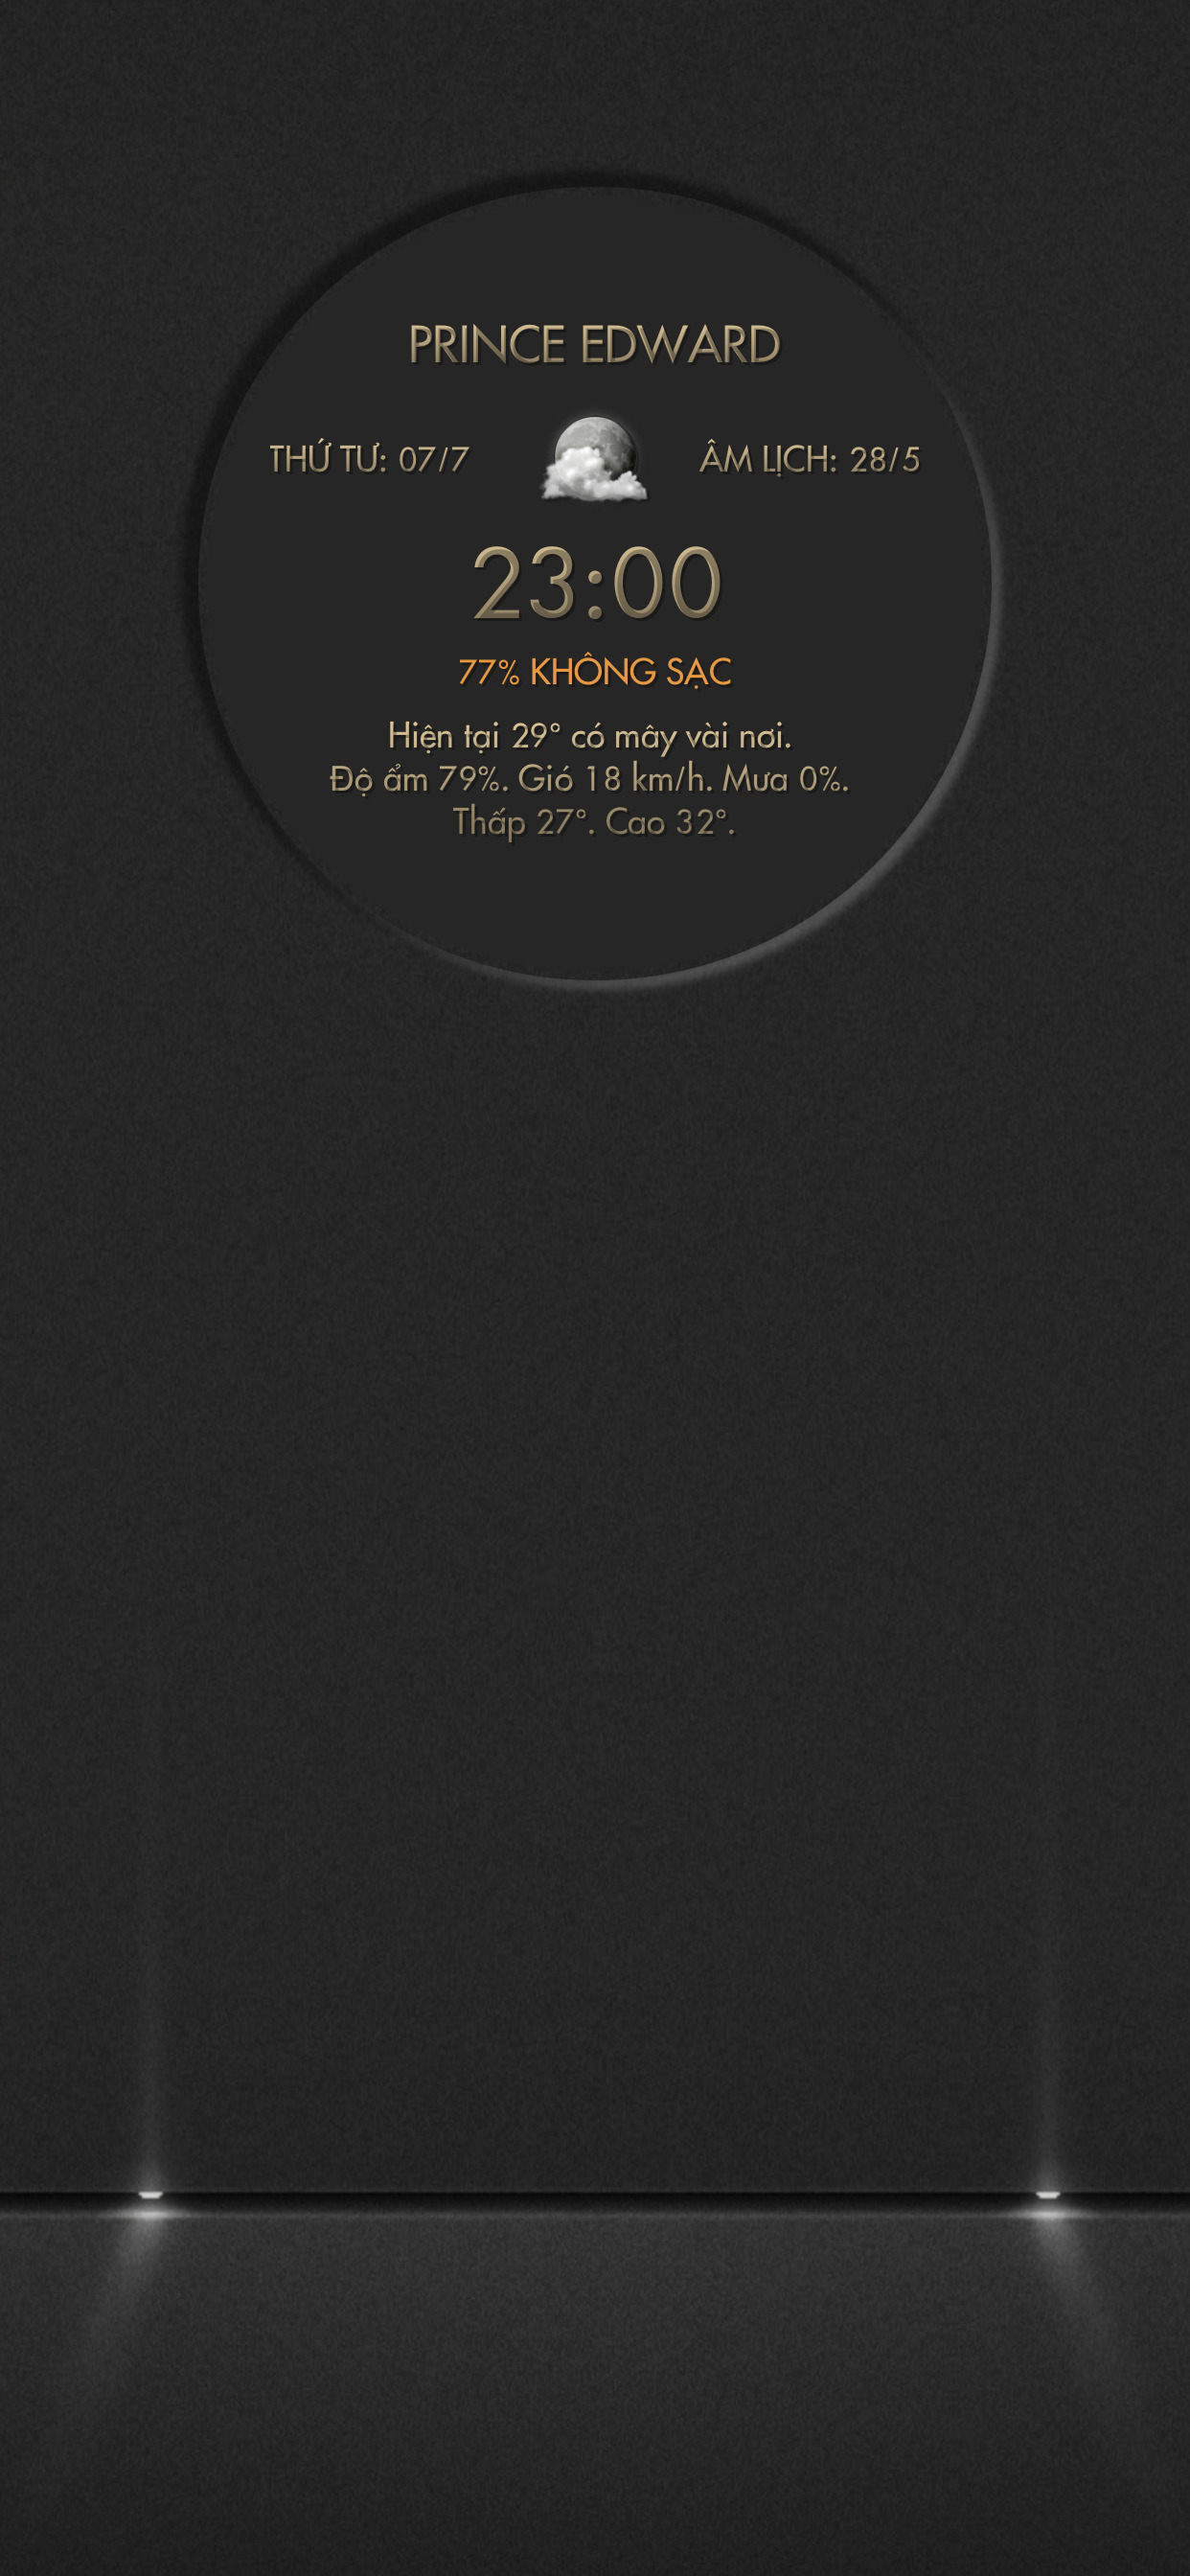 PRINCE EDWARD
THỨ TƯ: 07/7 ÂM LỊCH: 28/5
23:00
77% KHÔNG SẠC
Hiện tại 29° có mây vài nơi.
Độ ẩm 79%. Gió 18 km/h. Mưa 0%.
Thấp 27°. Cao 32°.